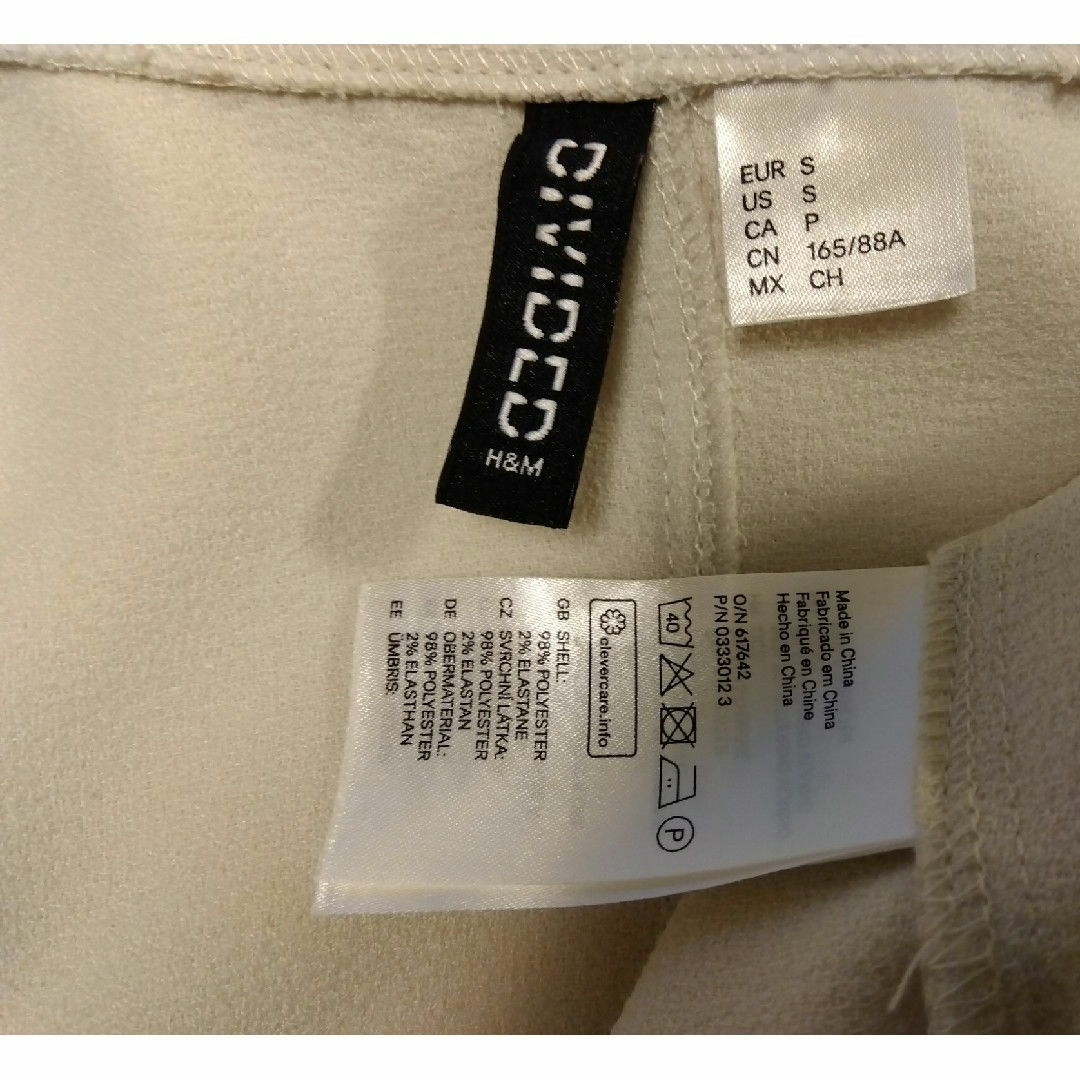 DIVIDED
H&M
EUR S
US S
CA P
CN 165/88A
MX CH
Made in China
Fabricado em China
Fabriqué en Chine
Hecho en China
O/N 617642
P/N 0333012 3
40
P
clevercare.info
GB SHELL:
98% POLYESTER
2% ELASTANE
CZ SVRCHNÍ LÁTKA:
98% POLYESTER
2% ELASTAN
DE OBERMATERIAL:
98% POLYESTER
2% ELASTHAN
EE ÜMBRIS: